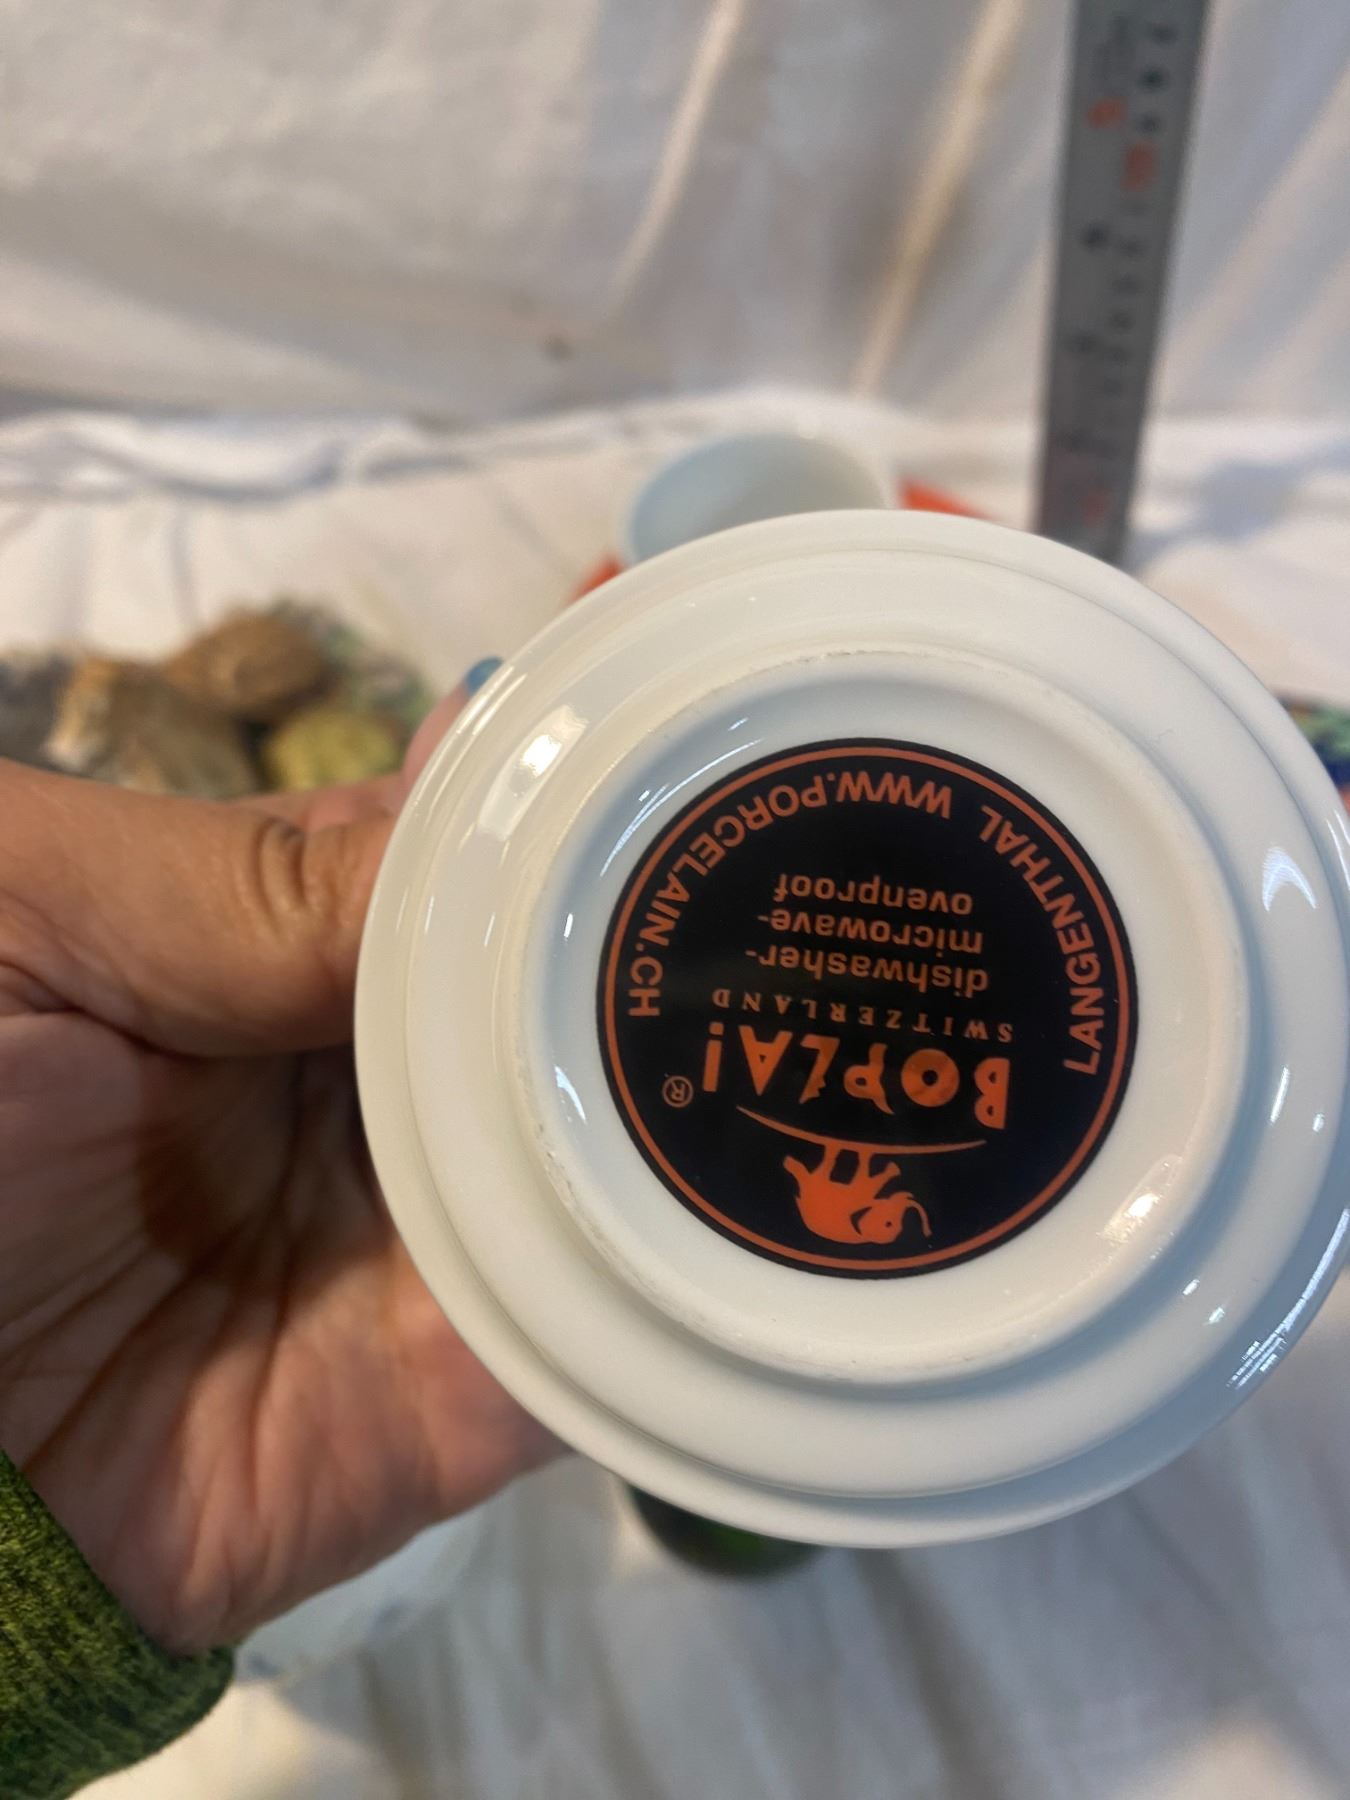 BOPLA!®
SWITZERLAND
dishwasher-
microwave-
ovenproof
LANGENTHAL WWW.PORCELAIN.CH